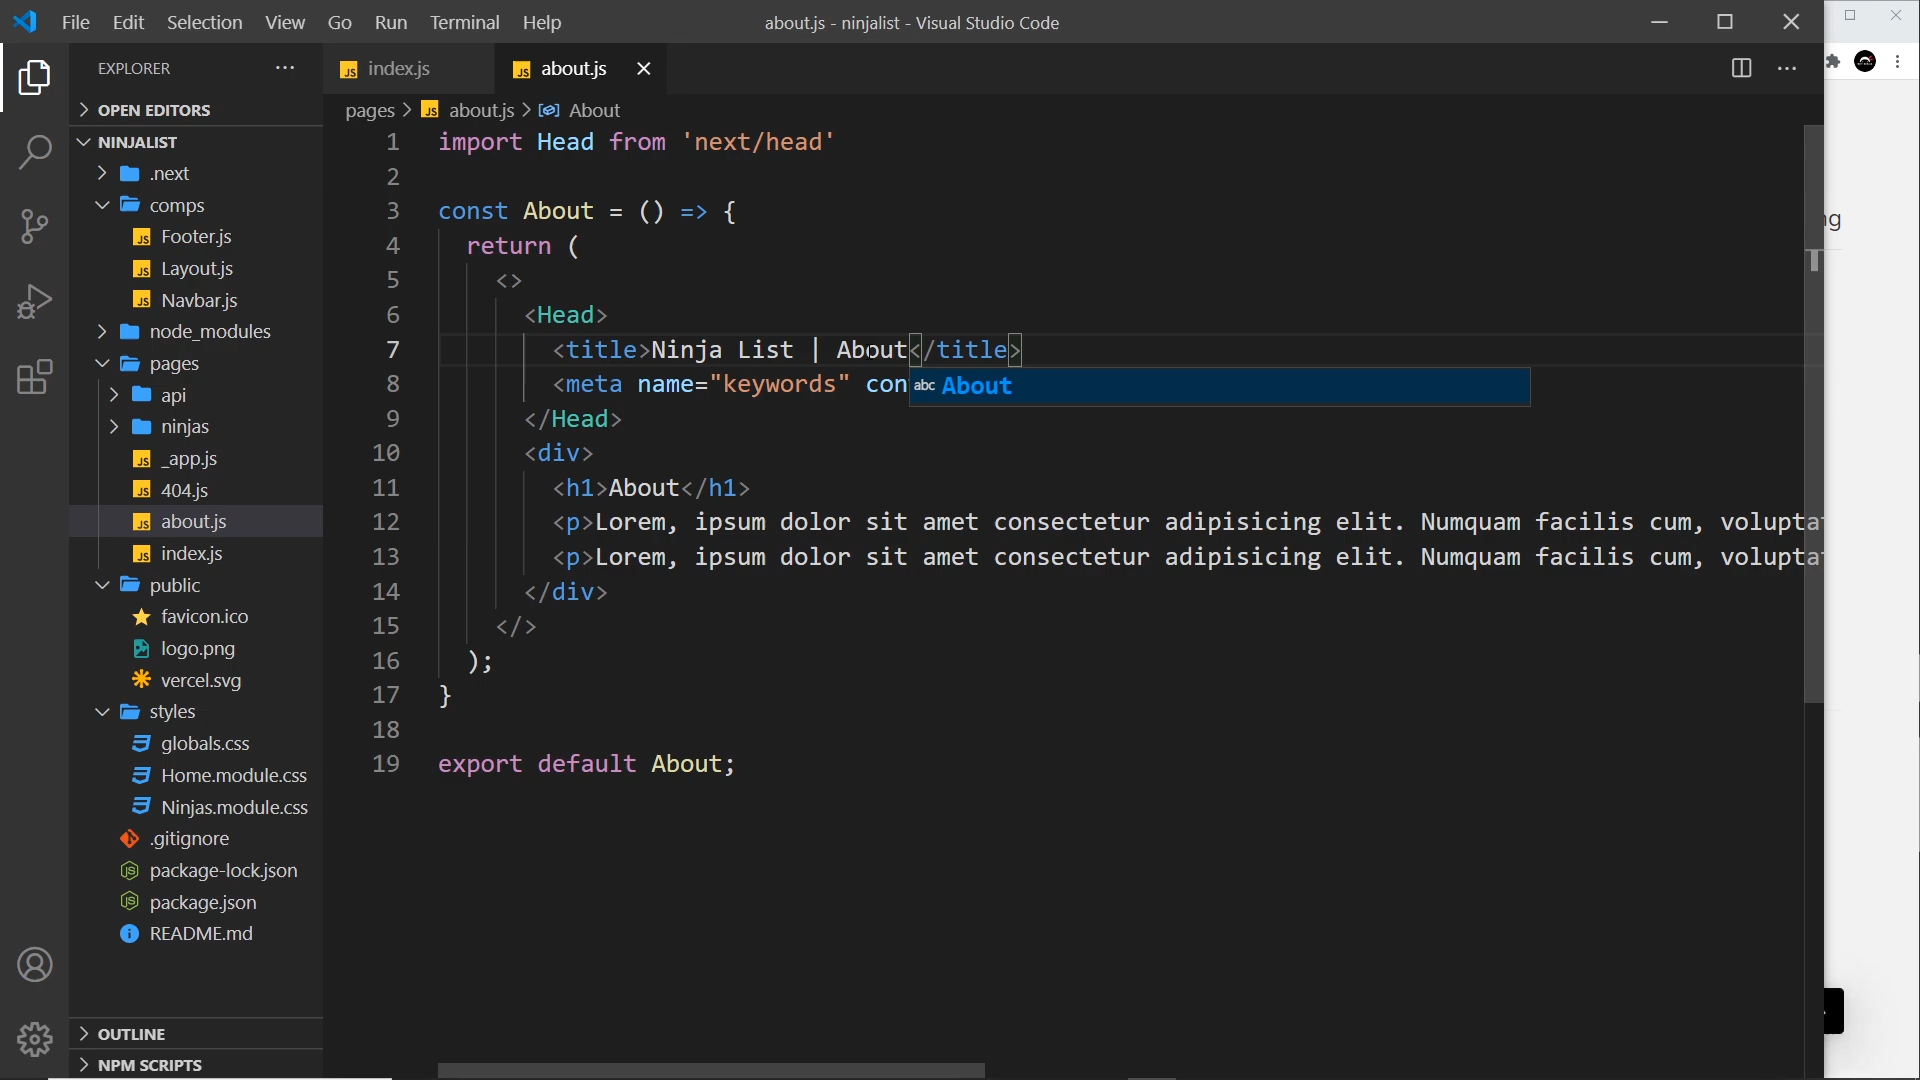 File Edit Selection View Go Run Terminal Help
about.js - ninjalist - Visual Studio Code
EXPLORER
OPEN EDITORS
NINJALIST
.next
comps
Footer.js
Layout.js
Navbar.js
node_modules
pages
api
ninjas
_app.js
404.js
about.js
index.js
public
favicon.ico
logo.png
vercel.svg
styles
globals.css
Home.module.css
Ninjas.module.css
.gitignore
package-lock.json
package.json
README.md
OUTLINE
NPM SCRIPTS
JS index.js
JS about.js
pages > JS about.js > About
1 import Head from 'next/head'
2
3 const About = () => {
4 return (
5 <>
6 <Head>
7 <title>Ninja List | About</title>
8 <meta name="keywords" con
abc About
9 </Head>
10 <div>
11 <h1>About</h1>
12 <p>Lorem, ipsum dolor sit amet consectetur adipisicing elit. Numquam facilis cum, volupta
13 <p>Lorem, ipsum dolor sit amet consectetur adipisicing elit. Numquam facilis cum, volupta
14 </div>
15 </>
16 );
17 }
18
19 export default About;